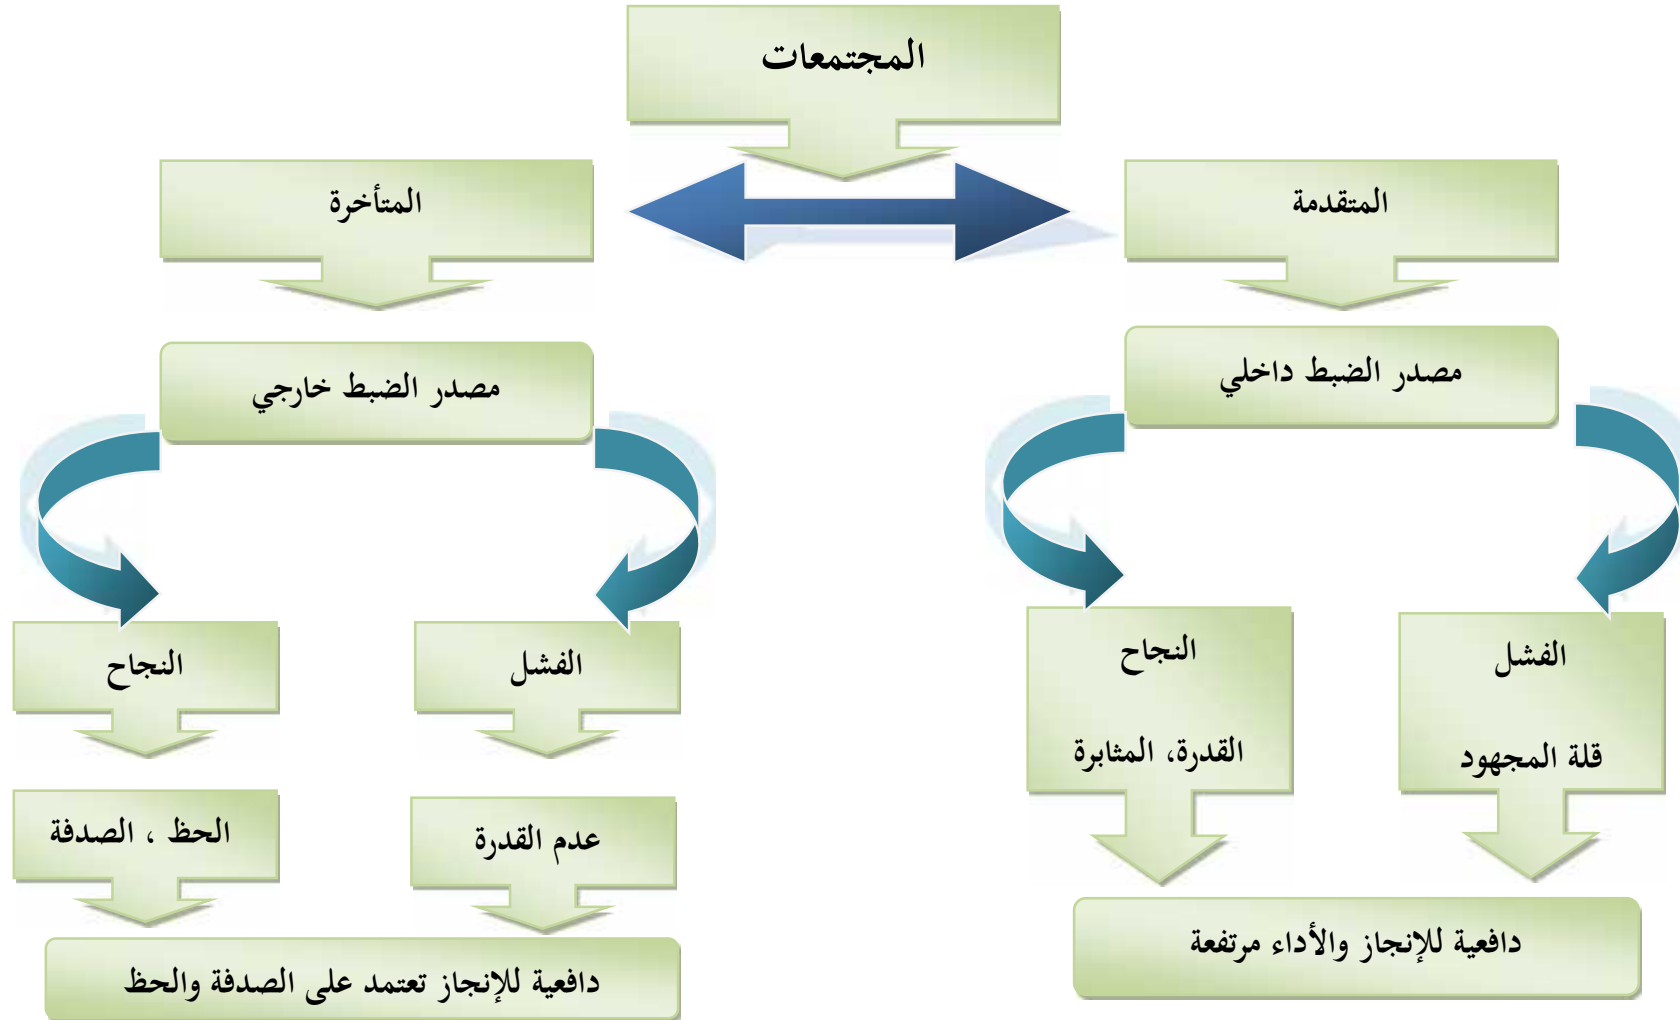 المجتمعات
المتقدمة
المتأخرة
مصدر الضبط داخلي
مصدر الضبط خارجي
الفشل
قلة المجهود
النجاح
القدرة، المثابرة
الفشل
النجاح
عدم القدرة
الحظ ، الصدفة
دافعية للإنجاز والأداء مرتفعة
دافعية للإنجاز تعتمد على الصدفة والحظ